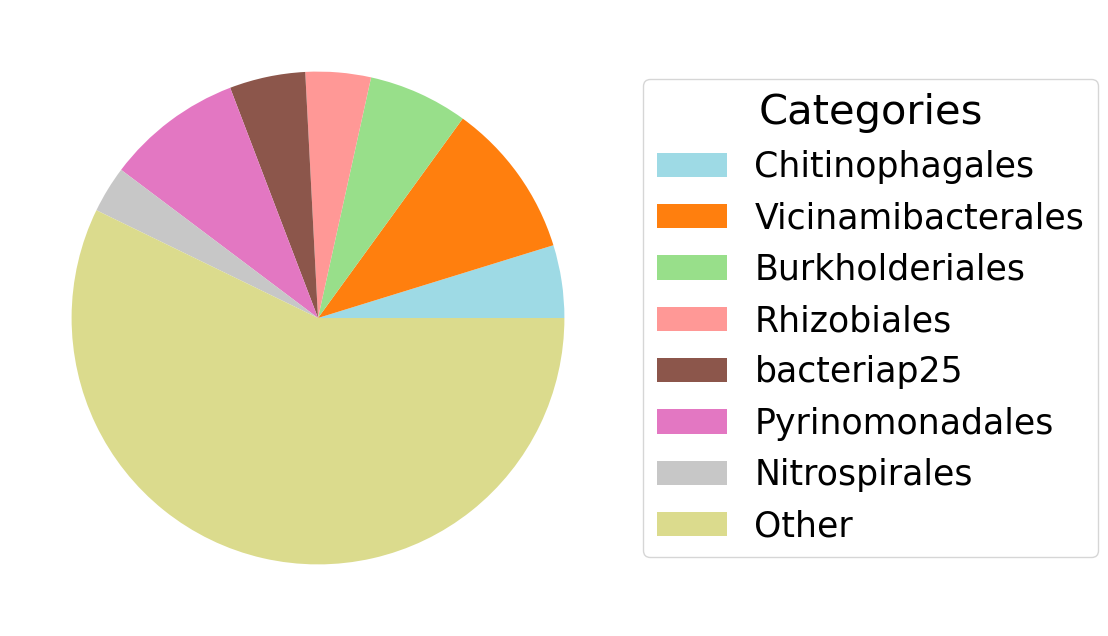 Categories
Chitinophagales
Vicinamibacterales
Burkholderiales
Rhizobiales
bacteriap25
Pyrinomonadales
Nitrospirales
Other